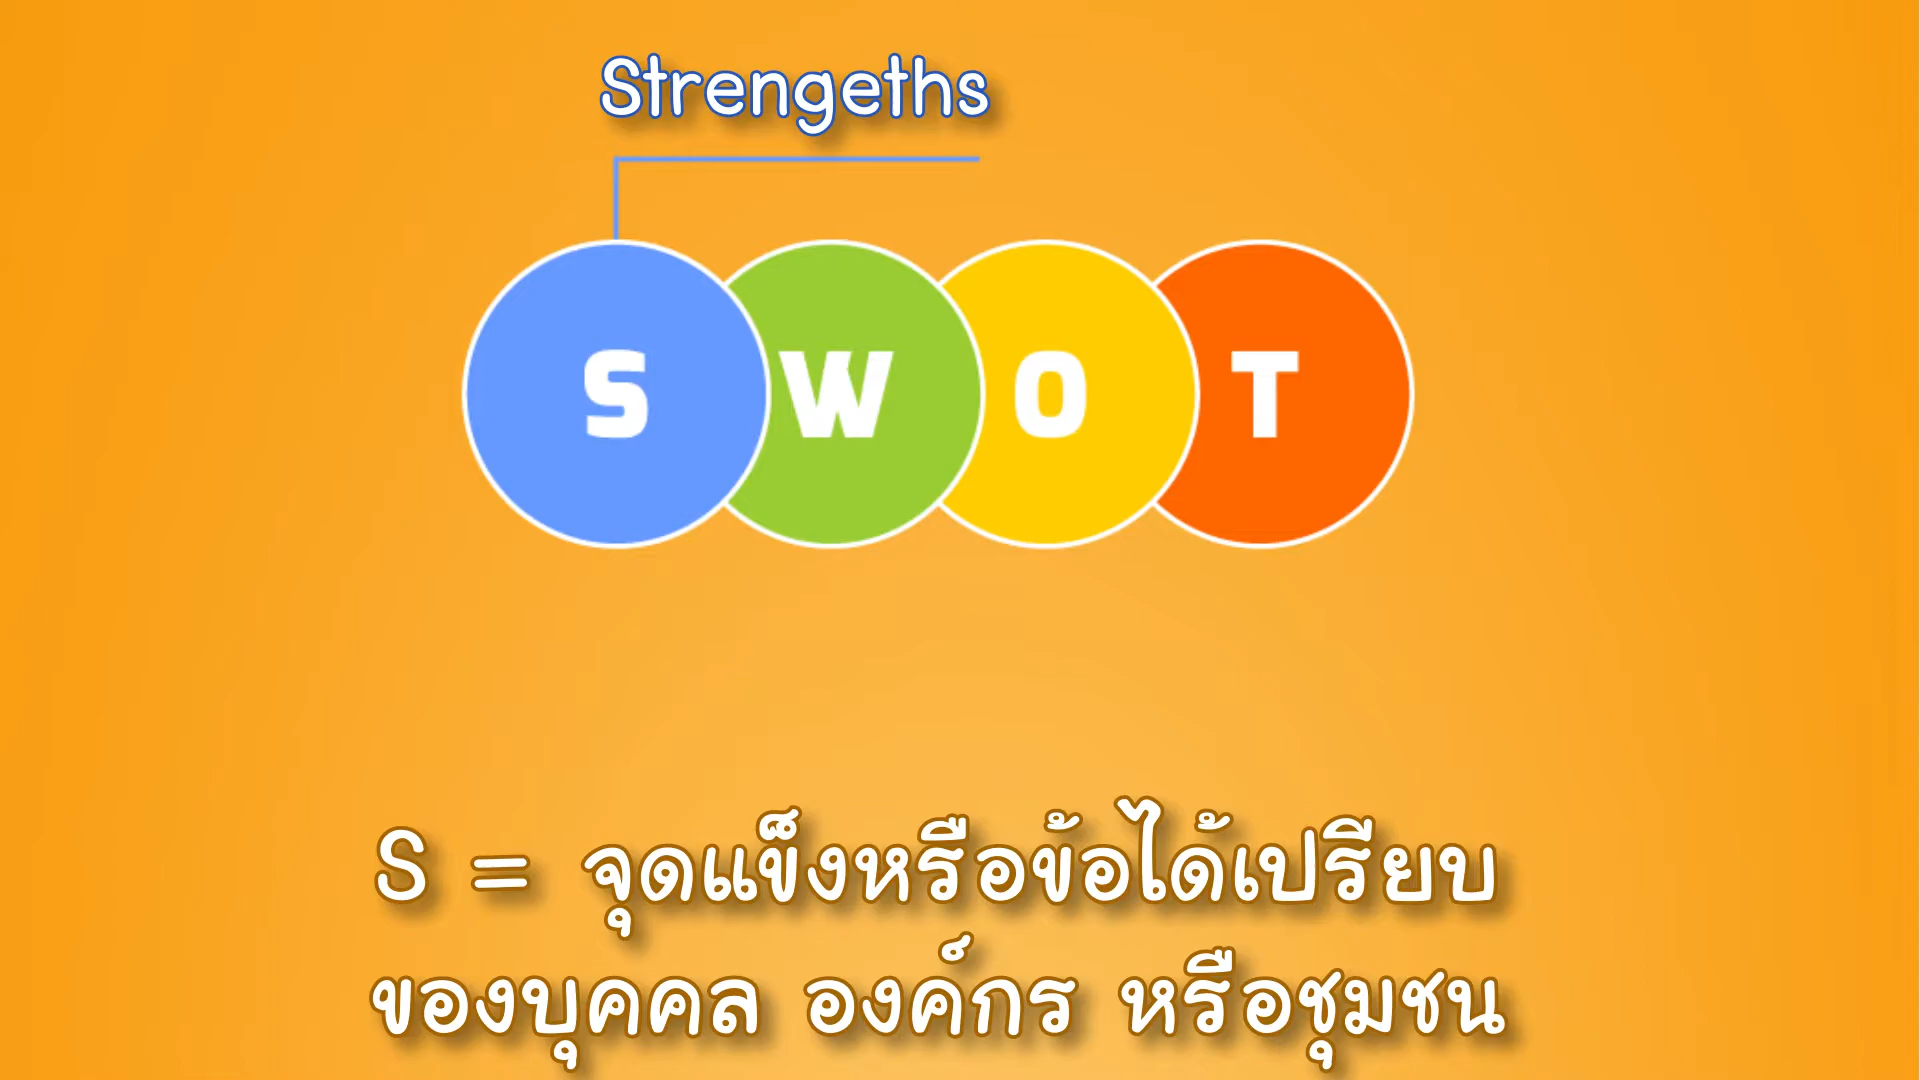 Strengeths
S W O T
S = จุดแข็งหรือข้อได้เปรียบ
ของบุคคล องค์กร หรือชุมชน